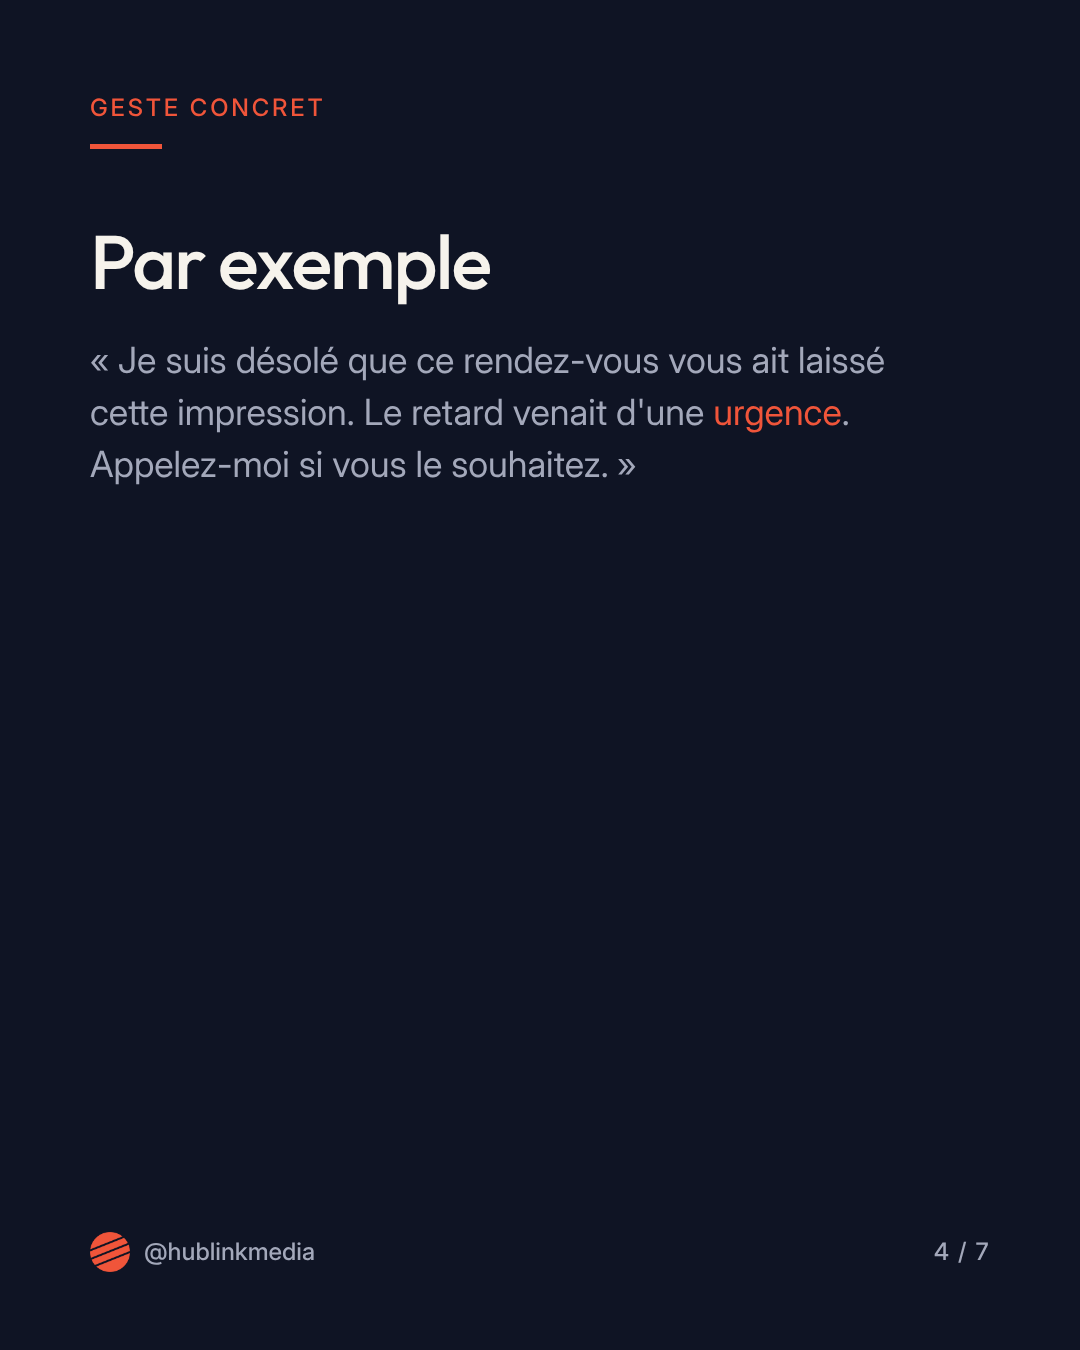 GESTE CONCRET
Par exemple
« Je suis désolé que ce rendez-vous vous ait laissé
cette impression. Le retard venait d'une urgence.
Appelez-moi si vous le souhaitez. »
@hublinkmedia
4 / 7